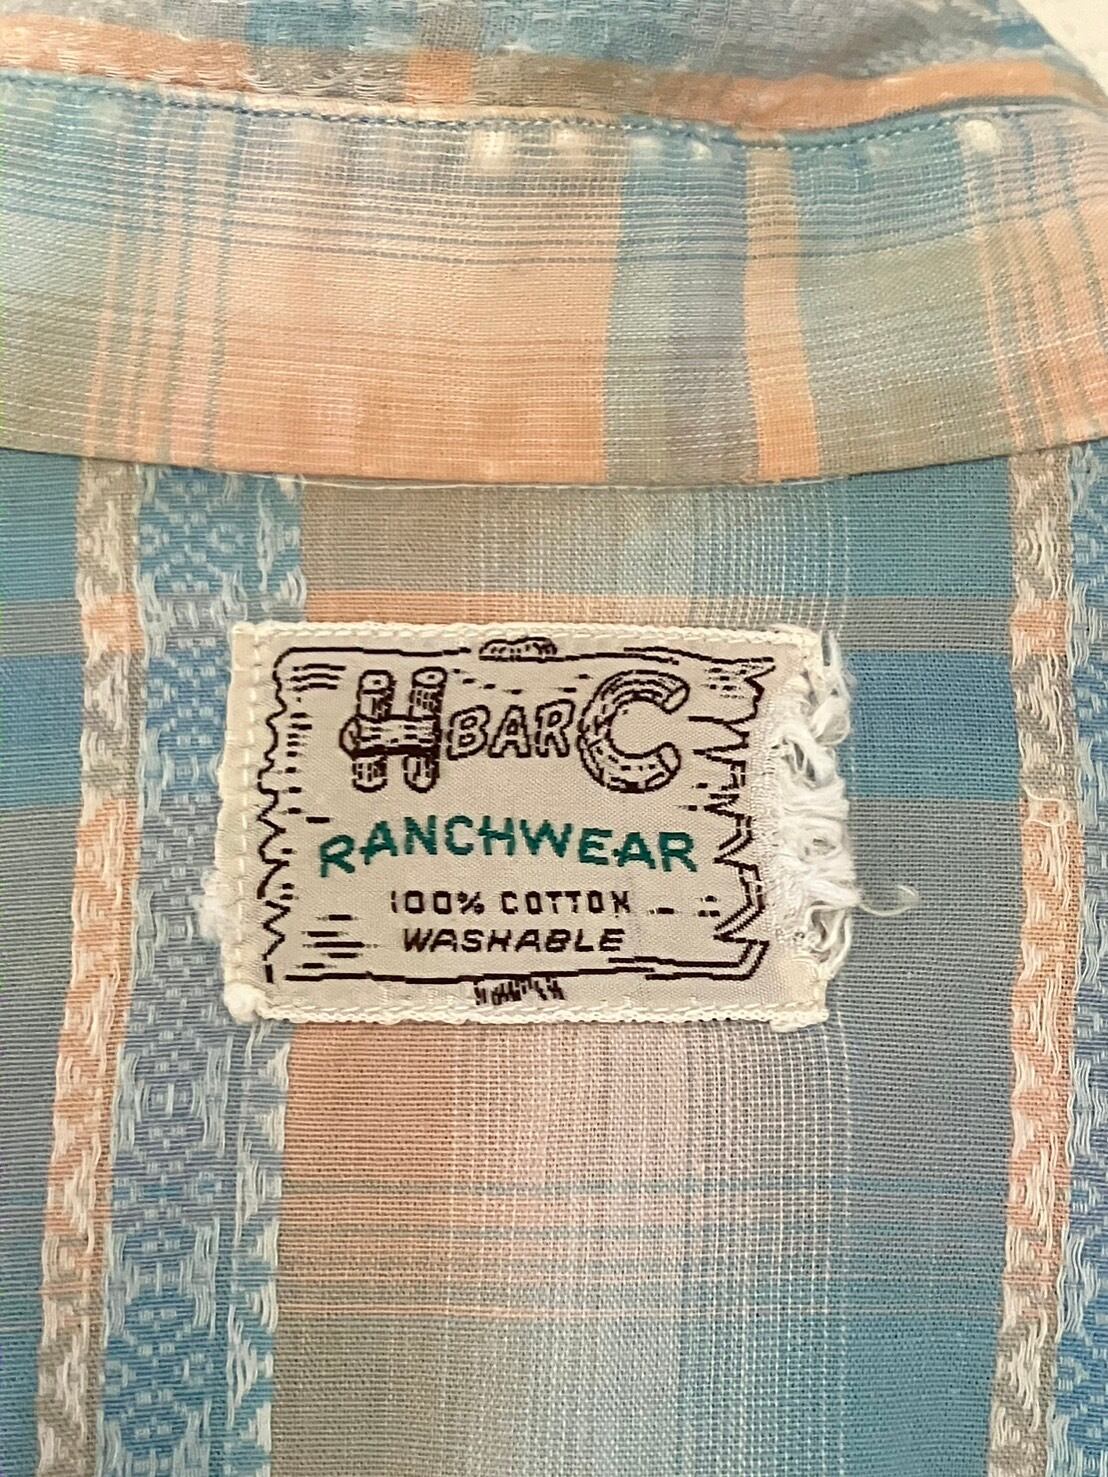 H BAR C
RANCHWEAR
100% COTTON
WASHABLE